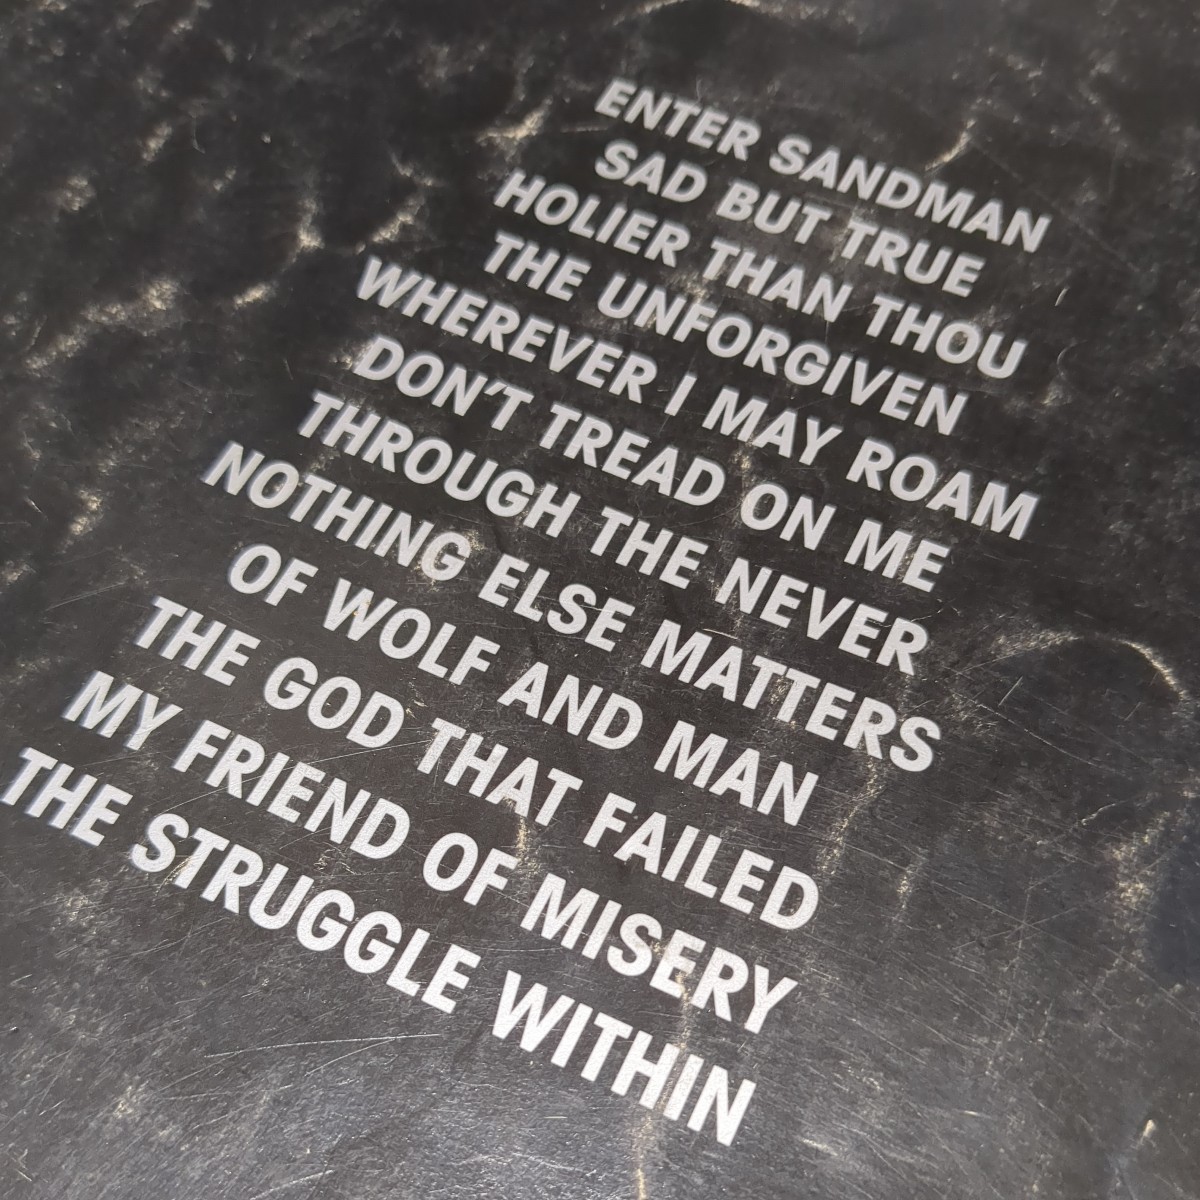 ENTER SANDMAN
SAD BUT TRUE
HOLIER THAN THOU
THE UNFORGIVEN
WHEREVER I MAY ROAM
DON'T TREAD ON ME
THROUGH THE NEVER
NOTHING ELSE MATTERS
OF WOLF AND MAN
THE GOD THAT FAILED
MY FRIEND OF MISERY
THE STRUGGLE WITHIN